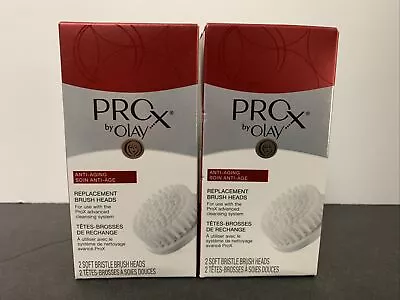 PROX®
by OLAY
ANTI-AGING
SOIN ANTI-ÂGE
REPLACEMENT
BRUSH HEADS
For use with the
ProX advanced
cleansing system
TÊTES-BROSSES
DE RECHANGE
À utiliser avec le
système de nettoyage
avancé ProX
2 SOFT BRISTLE BRUSH HEADS
2 TÊTES-BROSSES À SOIES DOUCES
PROX®
by OLAY
ANTI-AGING
SOIN ANTI-ÂGE
REPLACEMENT
BRUSH HEADS
For use with the
ProX advanced
cleansing system
TÊTES-BROSSES
DE RECHANGE
À utiliser avec le
système de nettoyage
avancé ProX
2 SOFT BRISTLE BRUSH HEADS
2 TÊTES-BROSSES À SOIES DOUCES